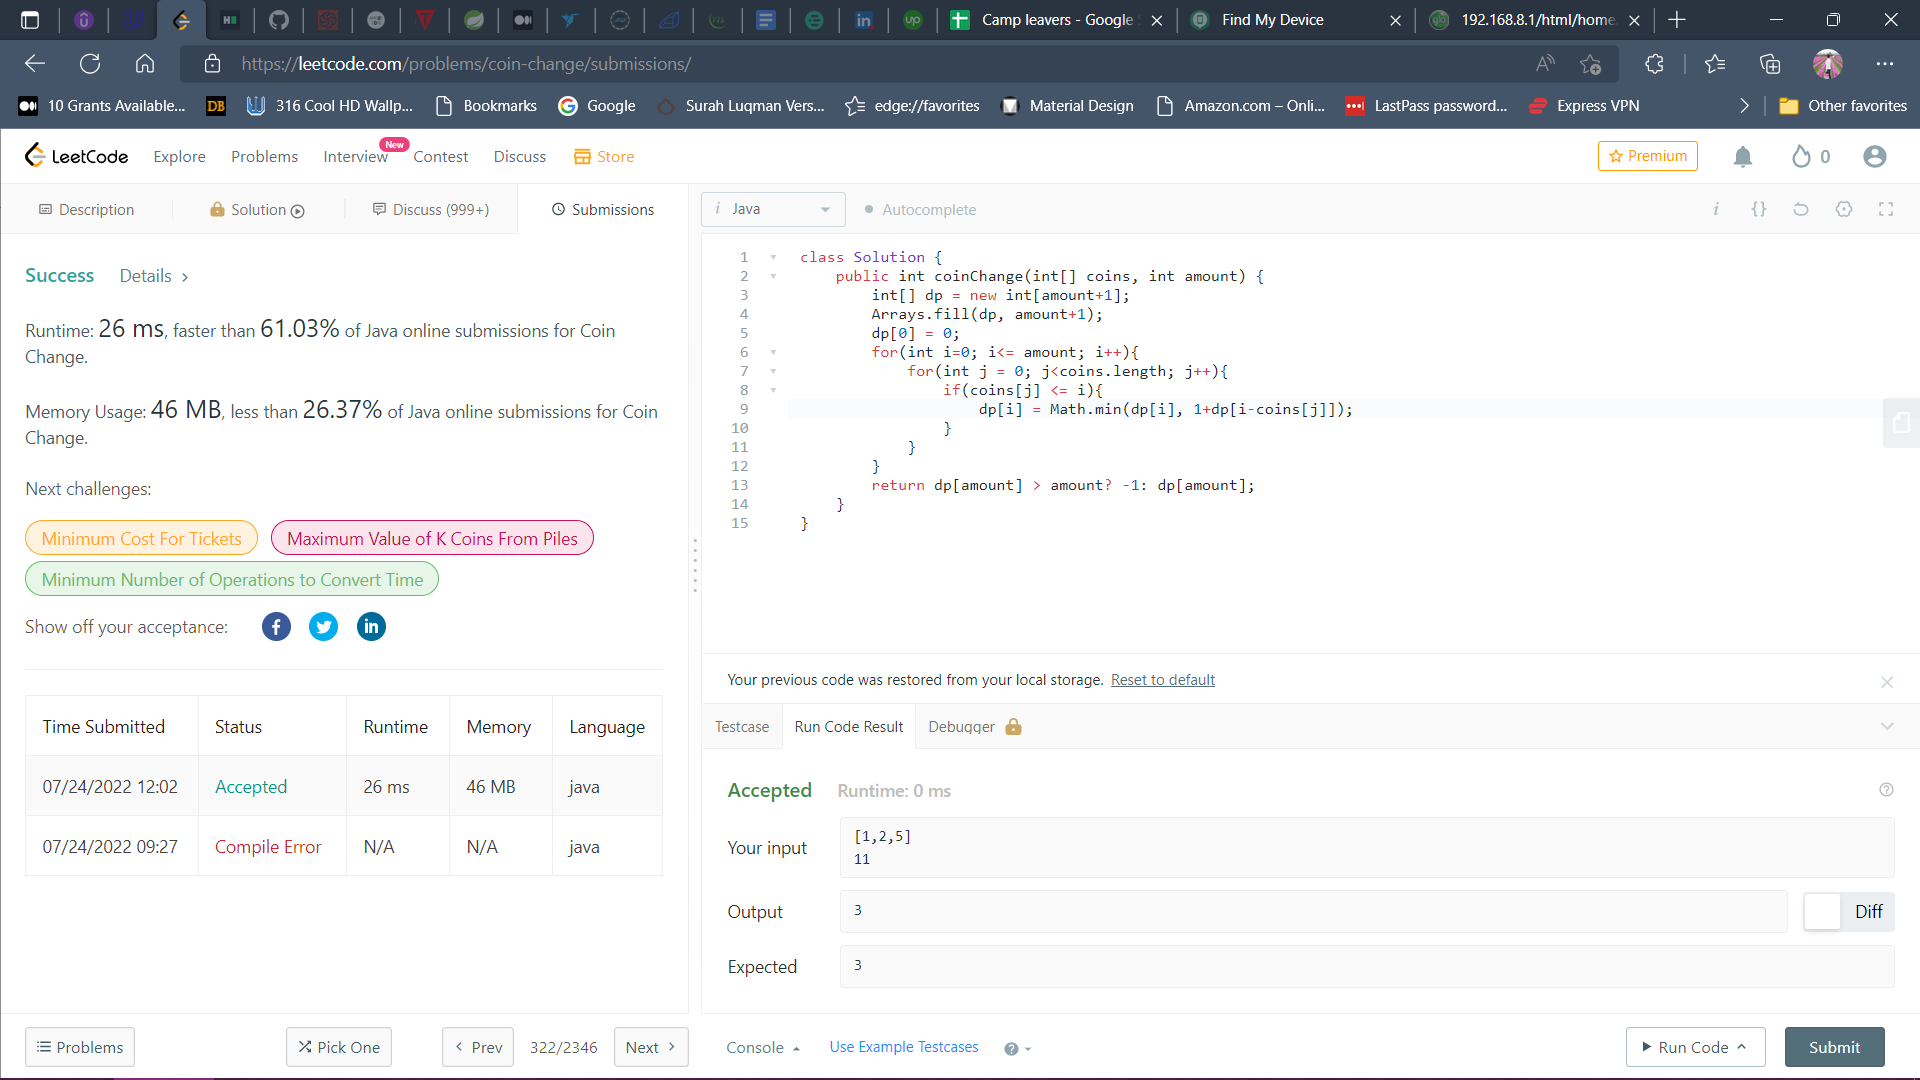 Camp leavers - Google
Find My Device
192.168.8.1/html/home.
https://leetcode.com/problems/coin-change/submissions/
10 Grants Available...
DB
316 Cool HD Wallp...
Bookmarks
Google
Surah Luqman Vers...
edge://favorites
Material Design
Amazon.com – Onli...
LastPass password...
Express VPN
Other favorites
LeetCode
Explore
Problems
Interview
New
Contest
Discuss
Store
Premium
0
Description
Solution
Discuss (999+)
Submissions
i Java
Autocomplete
Success
Details >
Runtime: 26 ms, faster than 61.03% of Java online submissions for Coin
Change.
Memory Usage: 46 MB, less than 26.37% of Java online submissions for Coin
Change.
Next challenges:
Minimum Cost For Tickets
Maximum Value of K Coins From Piles
Minimum Number of Operations to Convert Time
Show off your acceptance:
Time Submitted Status Runtime Memory Language
07/24/2022 12:02 Accepted 26 ms 46 MB java
07/24/2022 09:27 Compile Error N/A N/A java
1 class Solution {
2 public int coinChange(int[] coins, int amount) {
3 int[] dp = new int[amount+1];
4 Arrays.fill(dp, amount+1);
5 dp[0] = 0;
6 for(int i=0; i<= amount; i++){
7 for(int j = 0; j<coins.length; j++){
8 if(coins[j] <= i){
9 dp[i] = Math.min(dp[i], 1+dp[i-coins[j]]);
10 }
11 }
12 }
13 return dp[amount] > amount? -1: dp[amount];
14 }
15 }
Your previous code was restored from your local storage. Reset to default
Testcase
Run Code Result
Debugger
Accepted
Runtime: 0 ms
Your input
[1,2,5]
11
Output
3
Diff
Expected
3
Problems
Pick One
< Prev
322/2346
Next >
Console
Use Example Testcases
Run Code
Submit